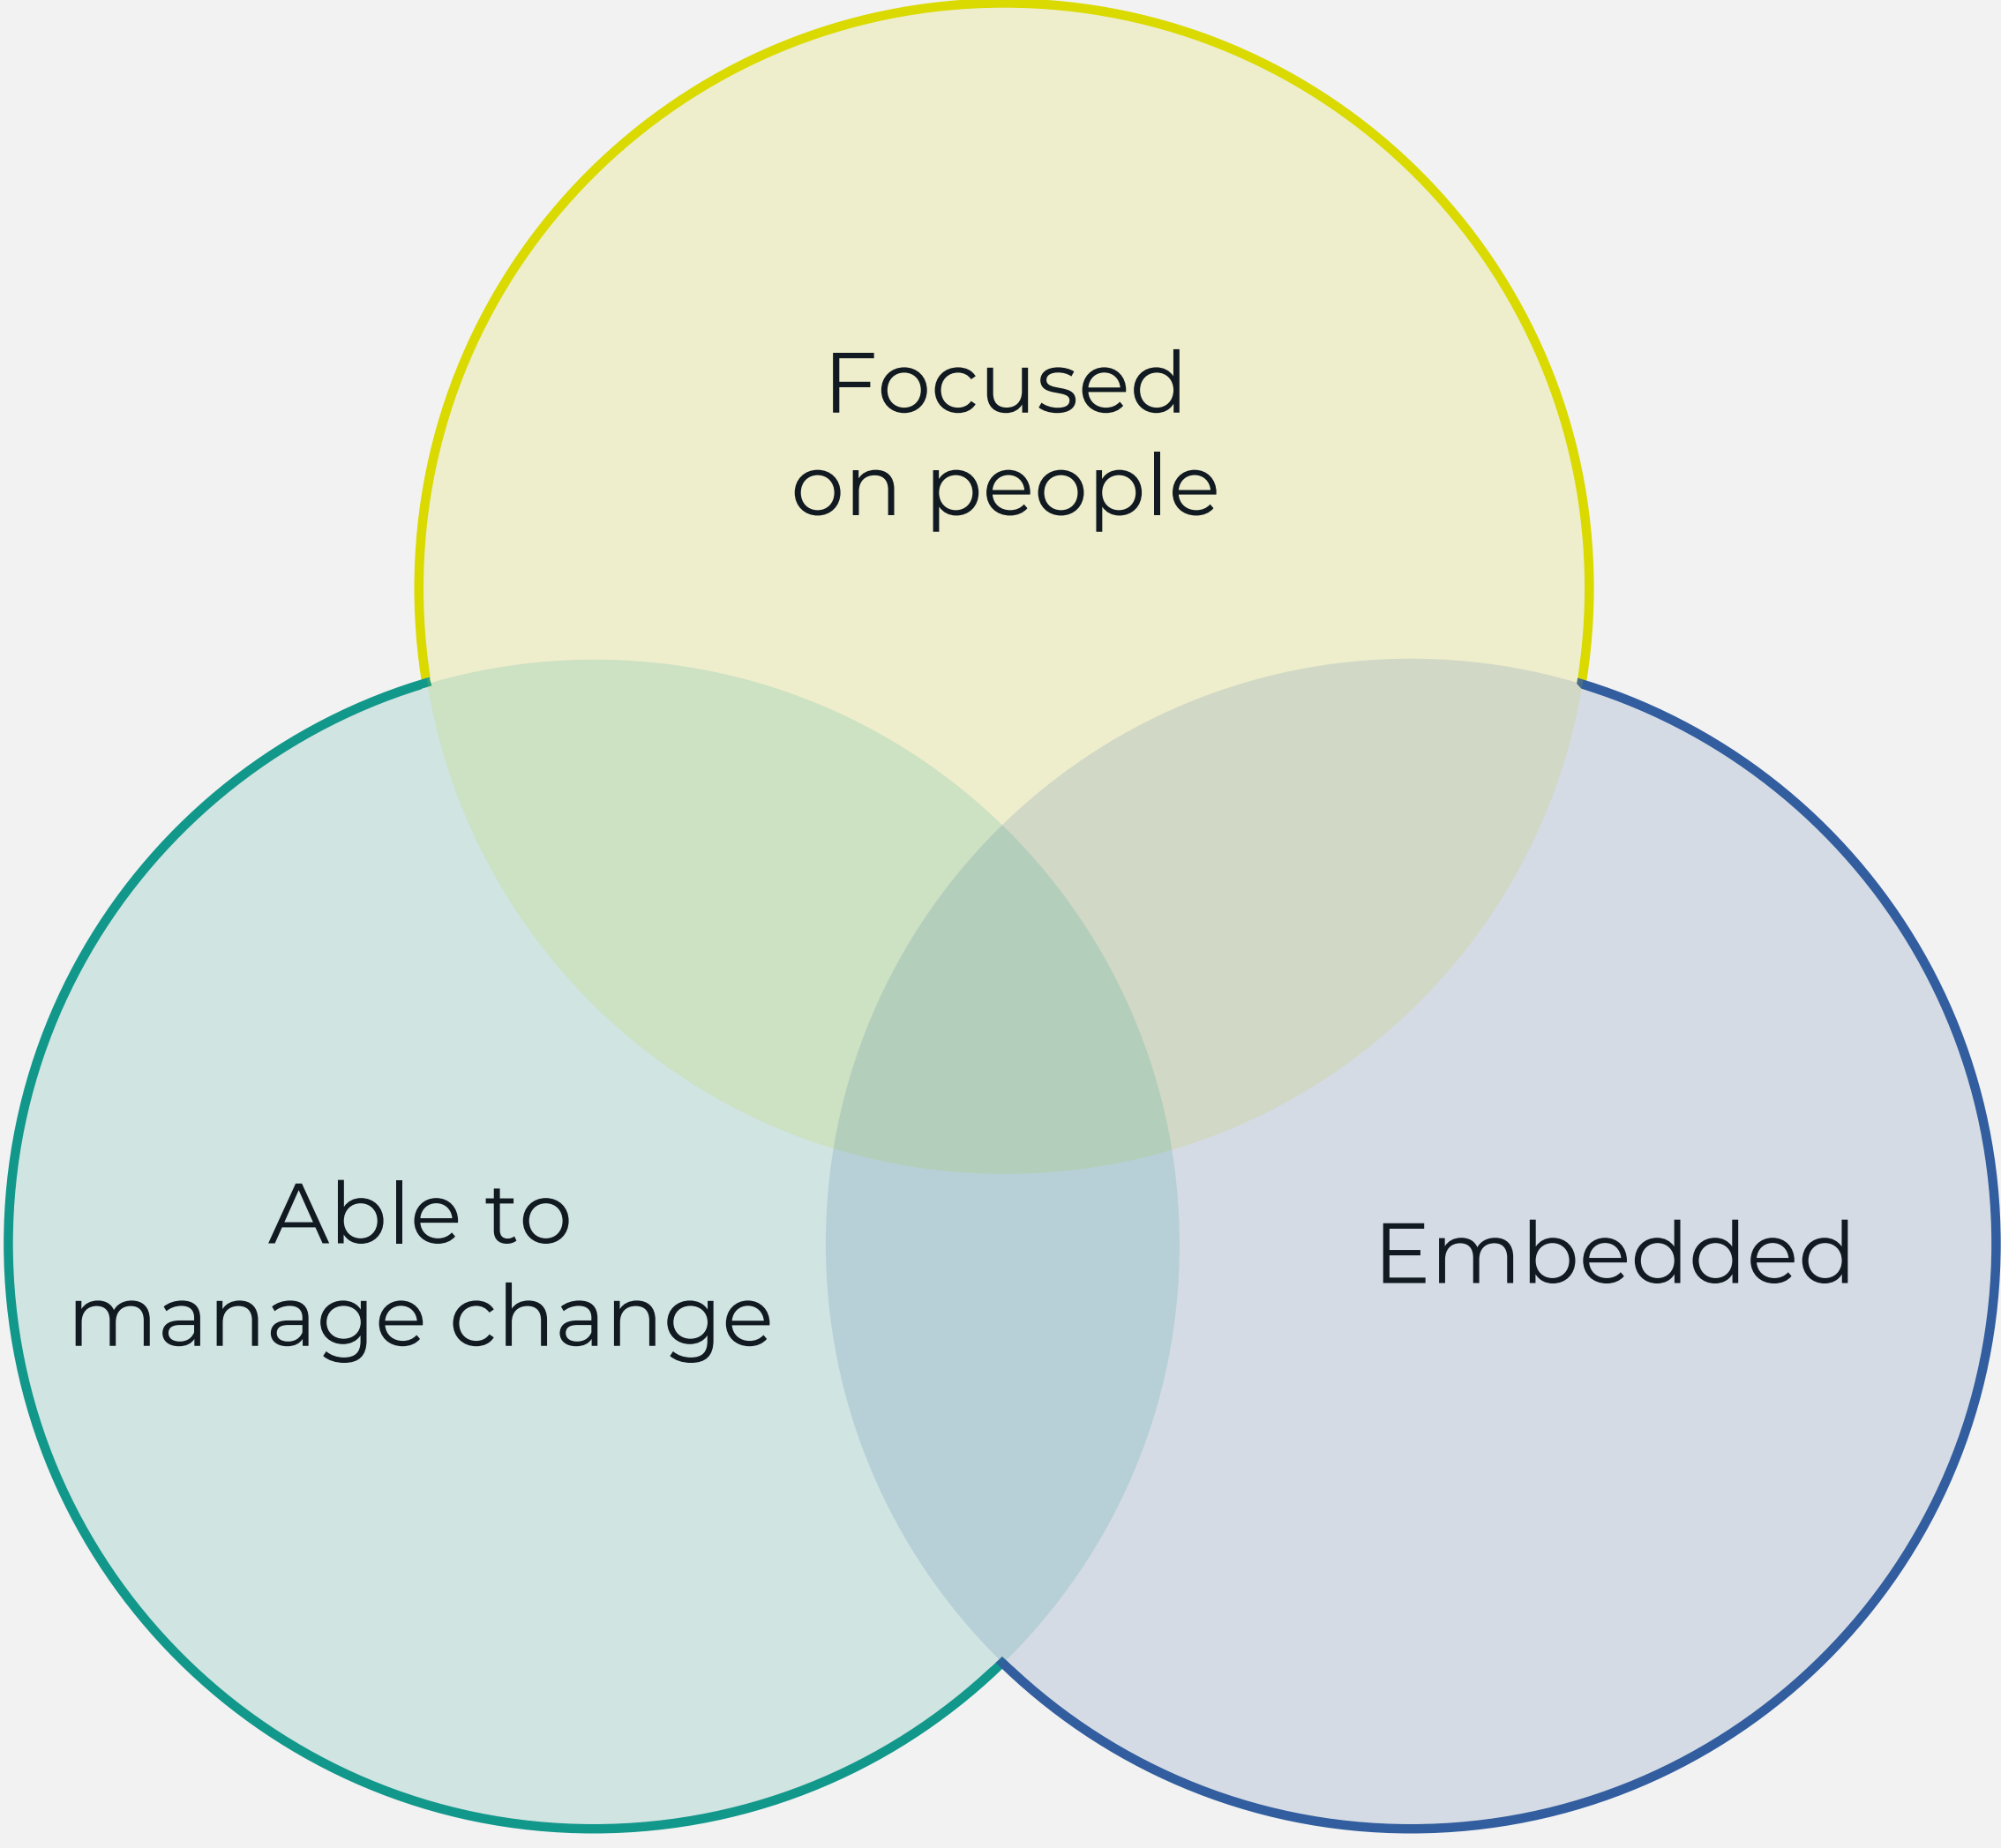 Focused
on people
Able to
manage change
Embedded